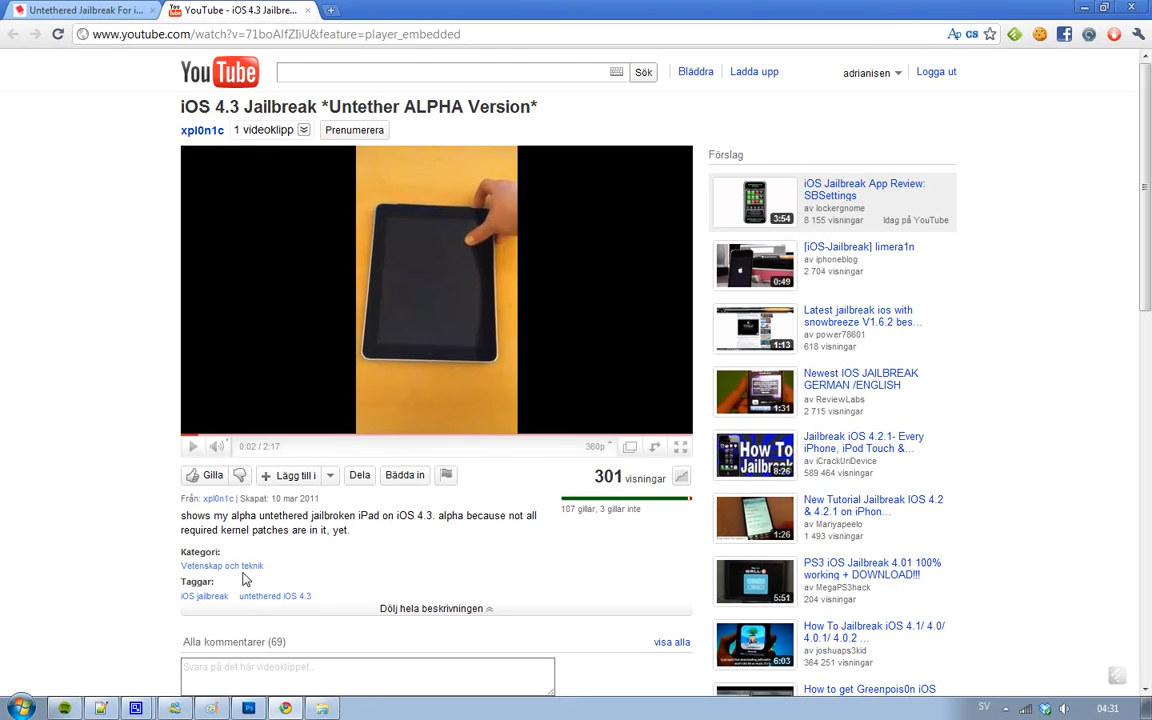 Untethered Jailbreak For i...
YouTube - iOS 4.3 Jailbre...
www.youtube.com/watch?v=71boAlfZIiU&feature=player_embedded
You Tube
Sök
Bläddra
Ladda upp
adrianisen
Logga ut
iOS 4.3 Jailbreak *Untether ALPHA Version*
xpl0n1c 1 videoklipp Prenumerera
0:02 / 2:17
360p
Gilla
Lägg till i
Dela
Bädda in
301 visningar
Från: xpl0n1c | Skapat: 10 mar 2011
107 gillar, 3 gillar inte
shows my alpha untethered jailbroken iPad on iOS 4.3. alpha because not all
required kernel patches are in it, yet.
Kategori:
Vetenskap och teknik
Taggar:
iOS jailbreak untethered iOS 4.3
Dölj hela beskrivningen
Alla kommentarer (69)
visa alla
Svara på det här videoklippet...
Förslag
iOS Jailbreak App Review:
SBSettings
av lockergnome
8 155 visningar Idag på YouTube
3:54
[iOS-Jailbreak] limera1n
av iphoneblog
2 704 visningar
0:49
Latest jailbreak ios with
snowbreeze V1.6.2 bes...
av power78601
618 visningar
1:13
Newest IOS JAILBREAK
GERMAN /ENGLISH
av ReviewLabs
2 715 visningar
1:31
Jailbreak iOS 4.2.1- Every
iPhone, iPod Touch &...
av iCrackUriDevice
589 464 visningar
How To
Jailbreak
8:26
New Tutorial Jailbreak IOS 4.2
& 4.2.1 on iPhon...
av Mariyapeelo
1 493 visningar
1:26
PS3 iOS Jailbreak 4.01 100%
working + DOWNLOAD!!!
av MegaPS3hack
204 visningar
5:51
How To Jailbreak iOS 4.1/ 4.0/
4.0.1/ 4.0.2 ...
av joshuaps3kid
364 251 visningar
6:03
How to get Greenpois0n iOS
SV
04:31